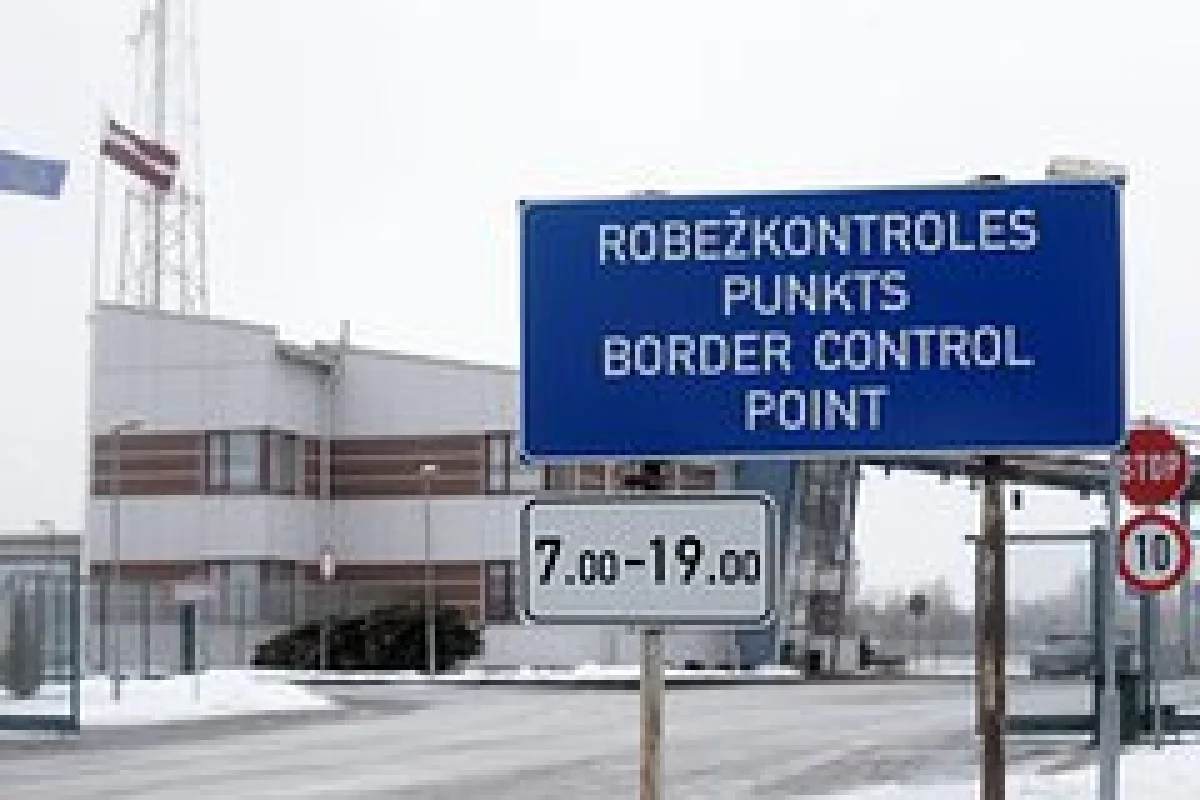 ROBEŽKONTROLES
PUNKTS
BORDER CONTROL
POINT
7.00-19.00
STOP
10